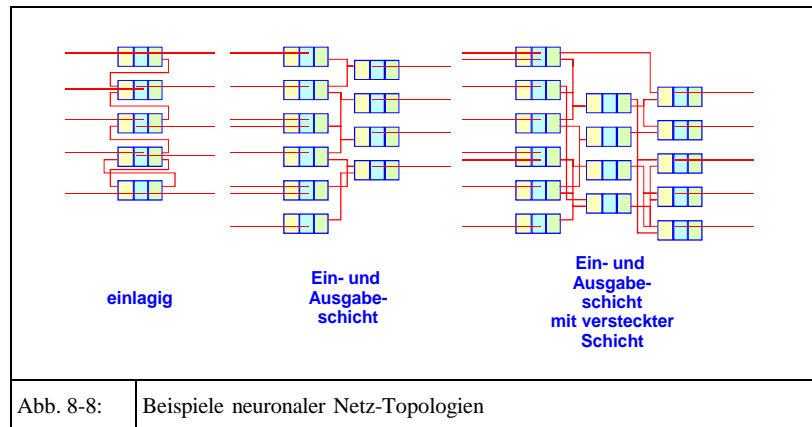 einlagig
Ein- und
Ausgabe-
schicht
Ein- und
Ausgabe-
schicht
mit versteckter
Schicht
Abb. 8-8: Beispiele neuronaler Netz-Topologien